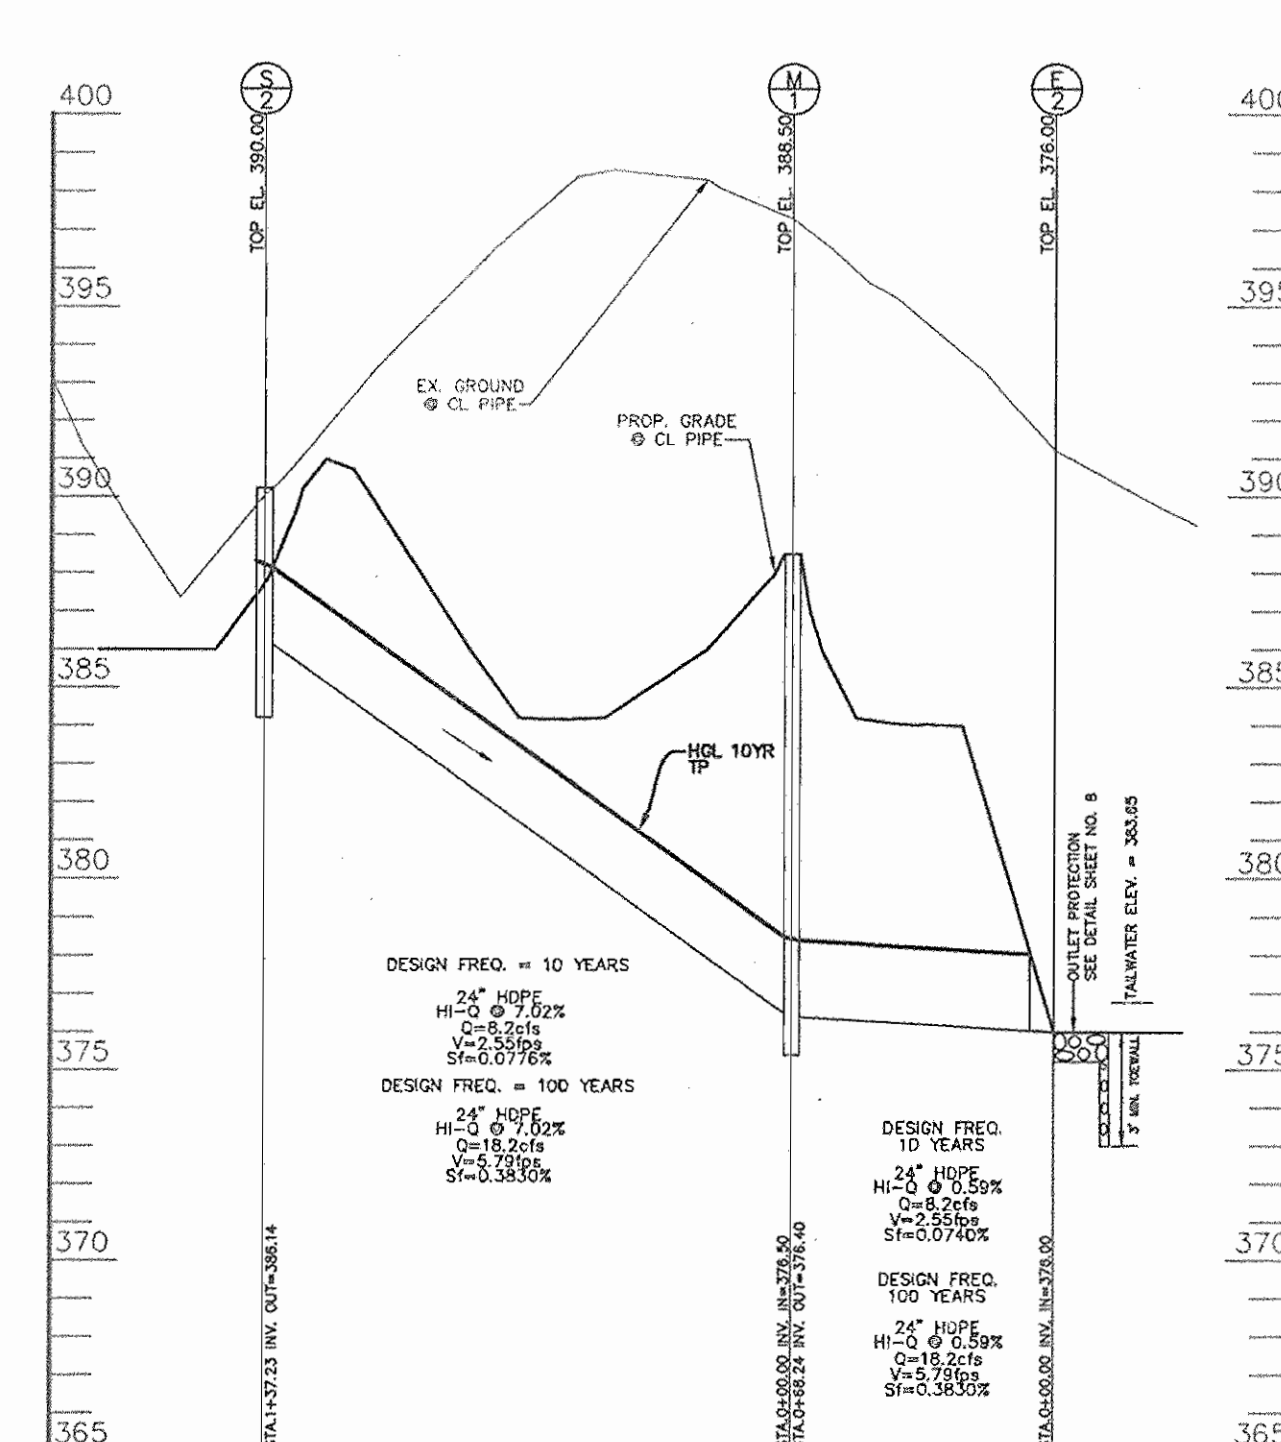 S
2
M
1
E
2
400
400
TOP EL. 390.00
TOP EL. 388.50
TOP EL. 376.00
395
395
EX. GROUND
@ CL PIPE
PROP. GRADE
@ CL PIPE
390
390
385
385
HGL 10YR
TP
380
380
OUTLET PROTECTION
SEE DETAIL SHEET NO. 8
TAILWATER ELEV. = 383.65
DESIGN FREQ. = 10 YEARS
24" HDPE
HI-Q @ 7.02%
Q=8.2cfs
V=2.55fps
Sf=0.0776%
375
375
3' MIN. TOEWALL
DESIGN FREQ. = 100 YEARS
24" HDPE
HI-Q @ 7.02%
Q=18.2cfs
V=5.79fps
Sf=0.3830%
DESIGN FREQ.
10 YEARS
24" HDPE
HI-Q @ 0.59%
Q=8.2cfs
V=2.55fps
Sf=0.0740%
370
370
DESIGN FREQ.
100 YEARS
24" HDPE
HI-Q @ 0.59%
Q=18.2cfs
V=5.79fps
Sf=0.3830%
STA.1+37.23 INV. OUT=386.14
STA.0+00.00 INV. IN=376.50
STA.0+68.24 INV. OUT=376.40
STA.0+00.00 INV. IN=376.00
365
365